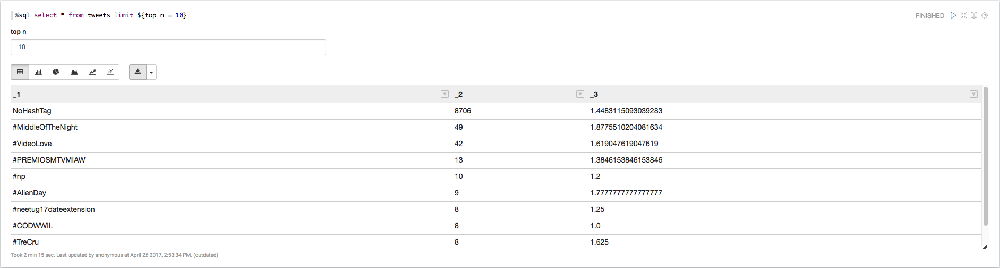 %sql select * from tweets limit ${top n = 10}
FINISHED
top n
10
_1 _2 _3
NoHashTag 8706 1.4483115093039283
#MiddleOfTheNight 49 1.8775510204081634
#VideoLove 42 1.619047619047619
#PREMIOSMTVMIAW 13 1.3846153846153846
#np 10 1.2
#AlienDay 9 1.7777777777777777
#neetug17dateextension 8 1.25
#CODWWII. 8 1.0
#TreCru 8 1.625
Took 2 min 15 sec. Last updated by anonymous at April 26 2017, 2:53:34 PM. (outdated)